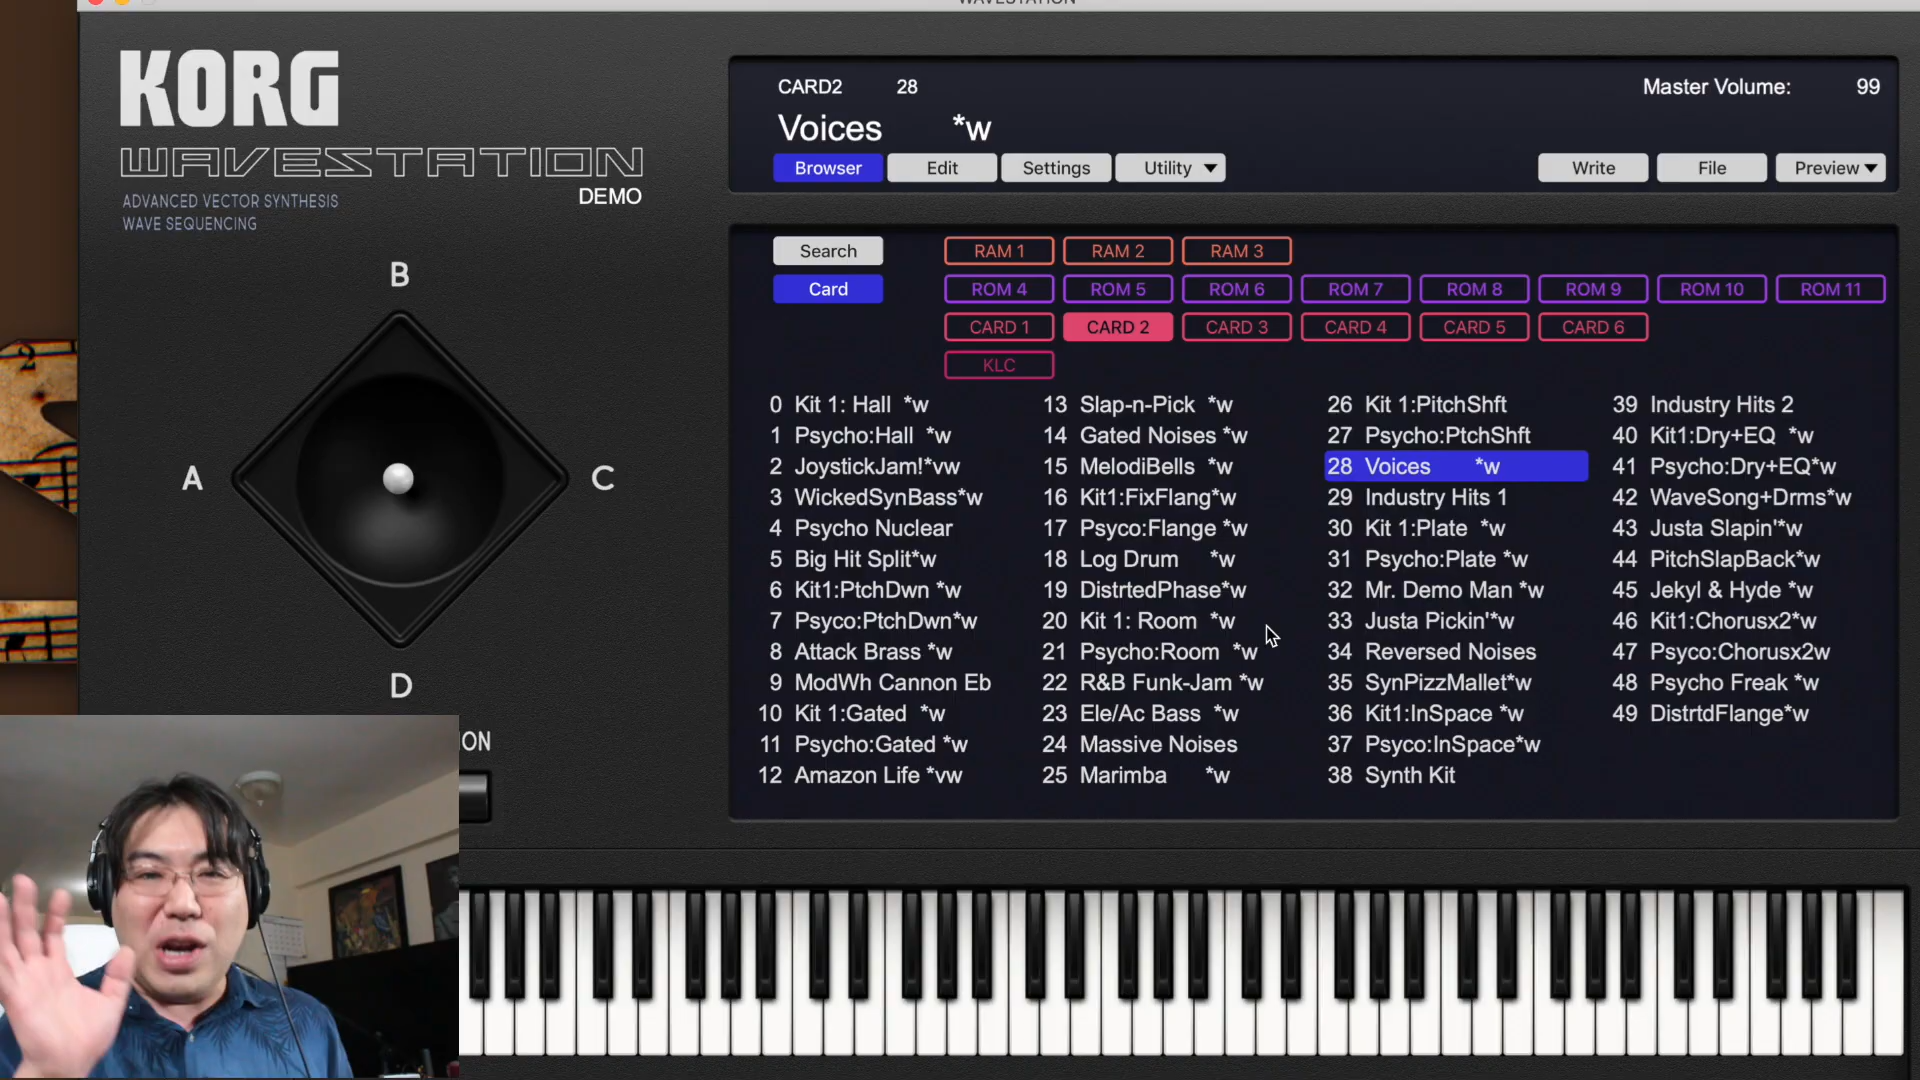 WAVESTATION
KORG
WAVESTATION
DEMO
ADVANCED VECTOR SYNTHESIS
WAVE SEQUENCING
B
A
C
D
ON
CARD2 28
Master Volume: 99
Voices *w
Browser Edit Settings Utility Write File Preview
Search RAM 1 RAM 2 RAM 3
Card ROM 4 ROM 5 ROM 6 ROM 7 ROM 8 ROM 9 ROM 10 ROM 11
CARD 1 CARD 2 CARD 3 CARD 4 CARD 5 CARD 6
KLC
0 Kit 1: Hall *w
1 Psycho:Hall *w
2 JoystickJam!*vw
3 WickedSynBass*w
4 Psycho Nuclear
5 Big Hit Split*w
6 Kit1:PtchDwn *w
7 Psyco:PtchDwn*w
8 Attack Brass *w
9 ModWh Cannon Eb
10 Kit 1:Gated *w
11 Psycho:Gated *w
12 Amazon Life *vw
13 Slap-n-Pick *w
14 Gated Noises *w
15 MelodiBells *w
16 Kit1:FixFlang*w
17 Psyco:Flange *w
18 Log Drum *w
19 DistrtedPhase*w
20 Kit 1: Room *w
21 Psycho:Room *w
22 R&B Funk-Jam *w
23 Ele/Ac Bass *w
24 Massive Noises
25 Marimba *w
26 Kit 1:PitchShft
27 Psycho:PtchShft
28 Voices *w
29 Industry Hits 1
30 Kit 1:Plate *w
31 Psycho:Plate *w
32 Mr. Demo Man *w
33 Justa Pickin'*w
34 Reversed Noises
35 SynPizzMallet*w
36 Kit1:InSpace *w
37 Psyco:InSpace*w
38 Synth Kit
39 Industry Hits 2
40 Kit1:Dry+EQ *w
41 Psycho:Dry+EQ*w
42 WaveSong+Drms*w
43 Justa Slapin'*w
44 PitchSlapBack*w
45 Jekyl & Hyde *w
46 Kit1:Chorusx2*w
47 Psyco:Chorusx2w
48 Psycho Freak *w
49 DistrtdFlange*w
2